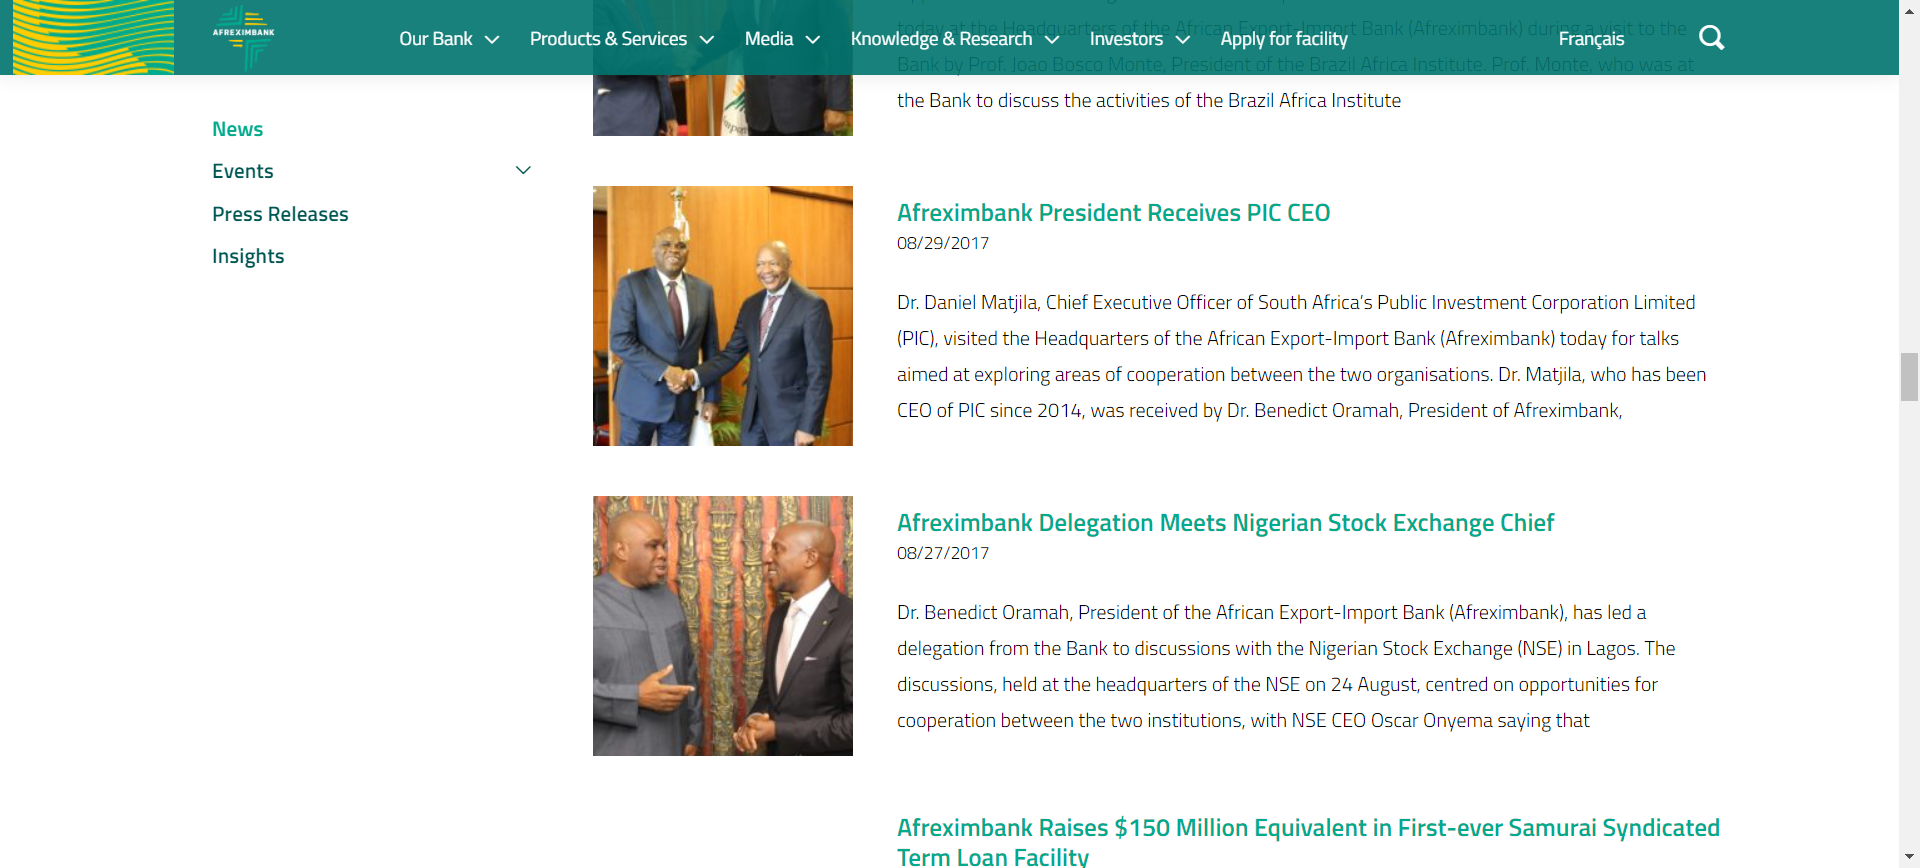 AFREXIMBANK
Our Bank
Products & Services
Media
Knowledge & Research
Investors
Apply for facility
Français
today at the Headquarters of the African Export-Import Bank (Afreximbank) during a visit to the
Bank by Prof. Joao Bosco Monte, President of the Brazil Africa Institute. Prof. Monte, who was at
the Bank to discuss the activities of the Brazil Africa Institute
News
Events
Press Releases
Insights
Afreximbank President Receives PIC CEO
08/29/2017
Dr. Daniel Matjila, Chief Executive Officer of South Africa’s Public Investment Corporation Limited
(PIC), visited the Headquarters of the African Export-Import Bank (Afreximbank) today for talks
aimed at exploring areas of cooperation between the two organisations. Dr. Matjila, who has been
CEO of PIC since 2014, was received by Dr. Benedict Oramah, President of Afreximbank,
Afreximbank Delegation Meets Nigerian Stock Exchange Chief
08/27/2017
Dr. Benedict Oramah, President of the African Export-Import Bank (Afreximbank), has led a
delegation from the Bank to discussions with the Nigerian Stock Exchange (NSE) in Lagos. The
discussions, held at the headquarters of the NSE on 24 August, centred on opportunities for
cooperation between the two institutions, with NSE CEO Oscar Onyema saying that
Afreximbank Raises $150 Million Equivalent in First-ever Samurai Syndicated
Term Loan Facility